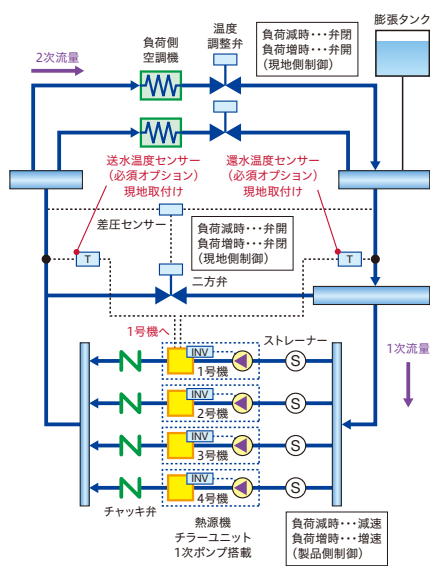 膨張タンク
負荷側
空調機
温度
調整弁
負荷減時・・・弁閉
負荷増時・・・弁開
(現地側制御)
2次流量
送水温度センサー
(必須オプション)
現地取付け
還水温度センサー
(必須オプション)
現地取付け
差圧センサー
負荷減時・・・弁開
負荷増時・・・弁閉
(現地側制御)
T
T
二方弁
1号機へ
ストレーナー
1次流量
INV
1号機
S
INV
2号機
S
INV
3号機
S
INV
4号機
S
チャッキ弁
熱源機
チラーユニット
1次ポンプ搭載
負荷減時・・・減速
負荷増時・・・増速
(製品側制御)